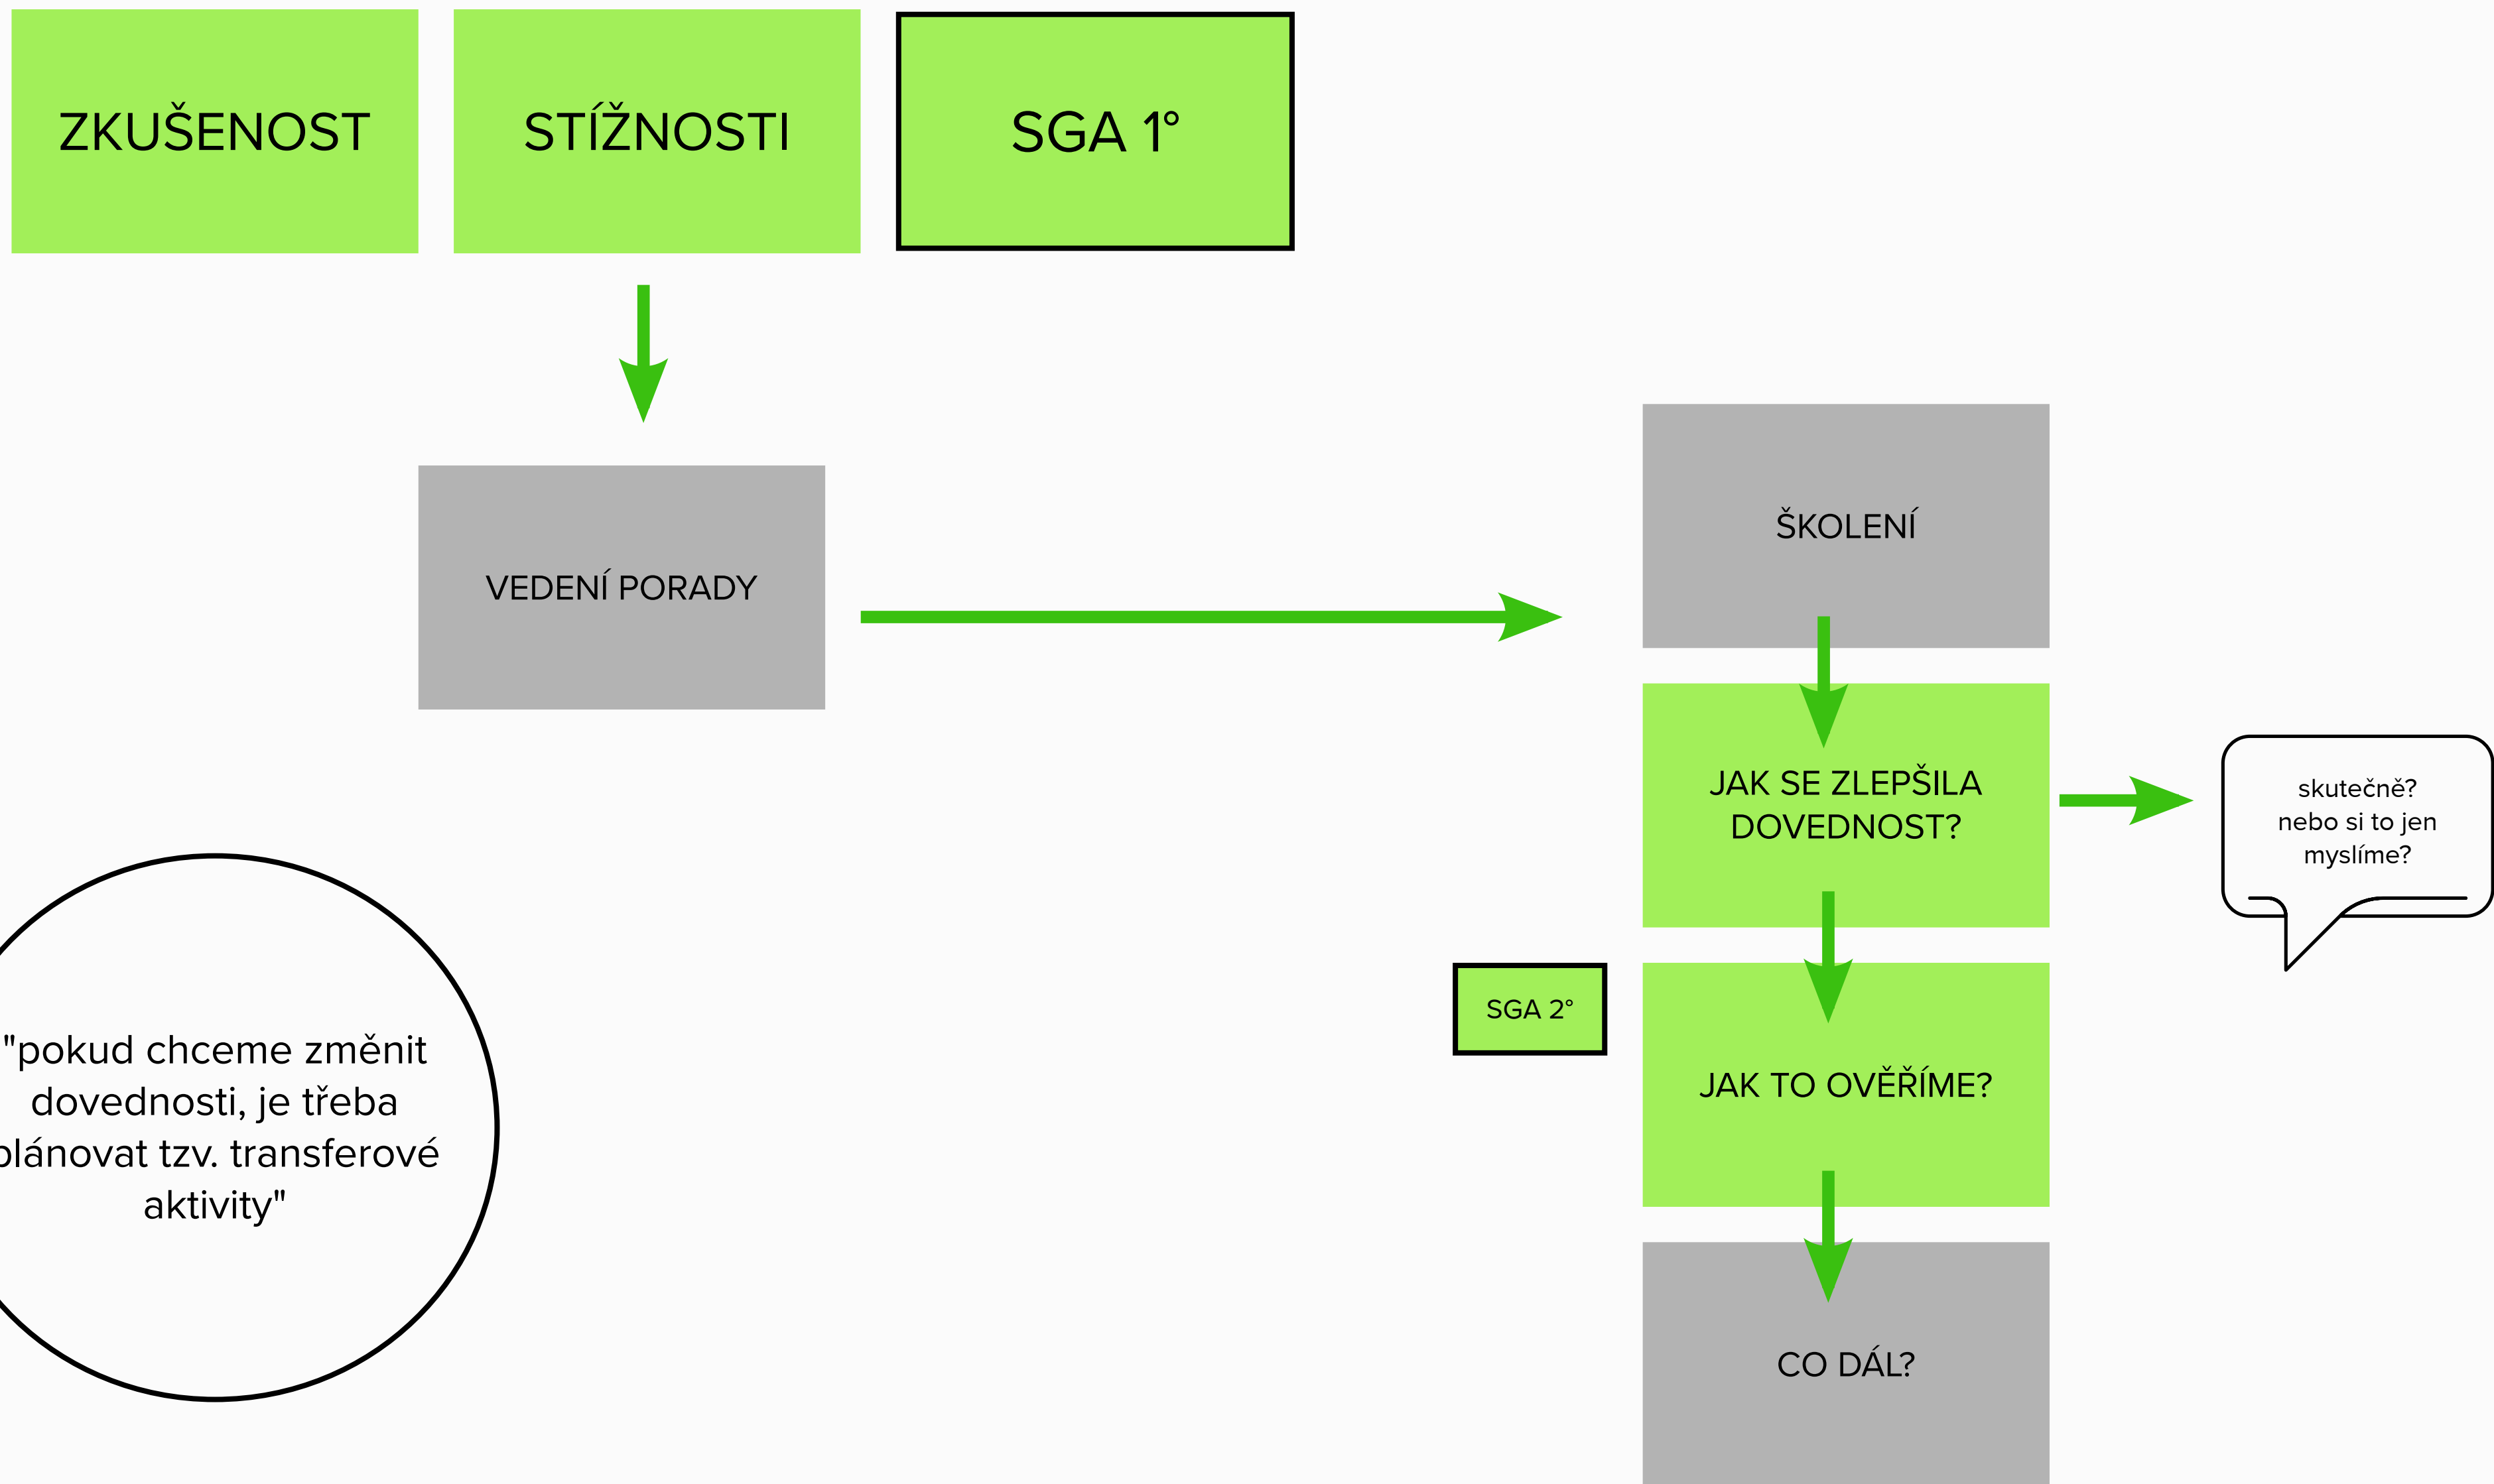 ZKUŠENOST
STÍŽNOSTI
SGA 1°
VEDENÍ PORADY
ŠKOLENÍ
JAK SE ZLEPŠILA
DOVEDNOST?
skutečně?
nebo si to jen
myslíme?
SGA 2°
JAK TO OVĚŘÍME?
CO DÁL?
"pokud chceme změnit
dovednosti, je třeba
plánovat tzv. transferové
aktivity"